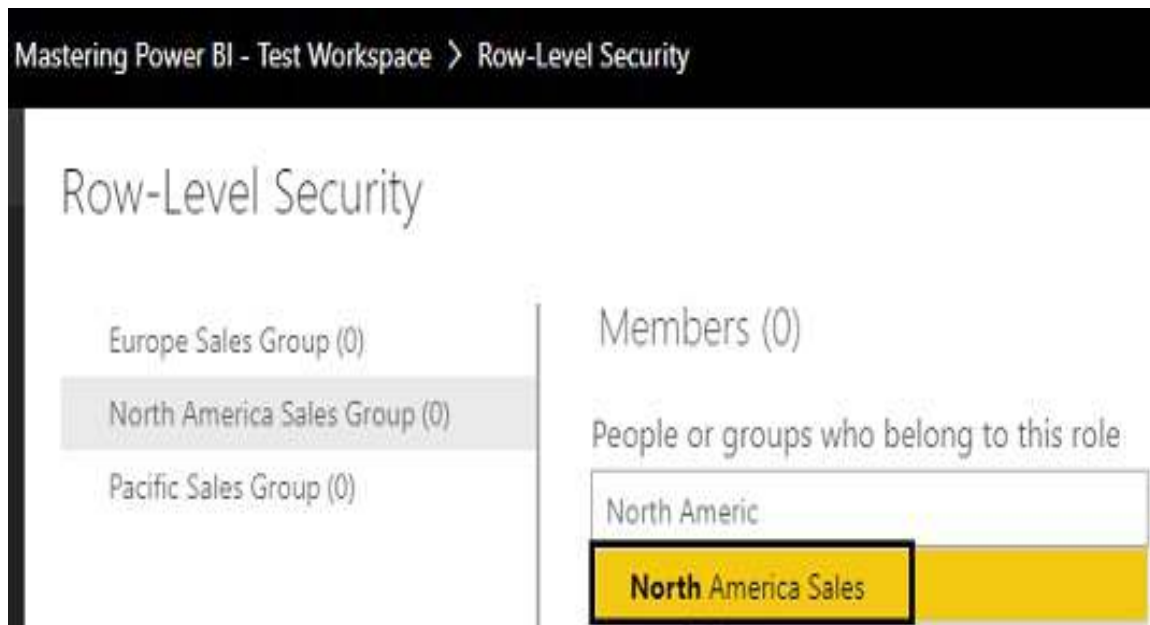 Mastering Power BI - Test Workspace > Row-Level Security
Row-Level Security
Europe Sales Group (0)
North America Sales Group (0)
Pacific Sales Group (0)
Members (0)
People or groups who belong to this role
North Americ
North America Sales